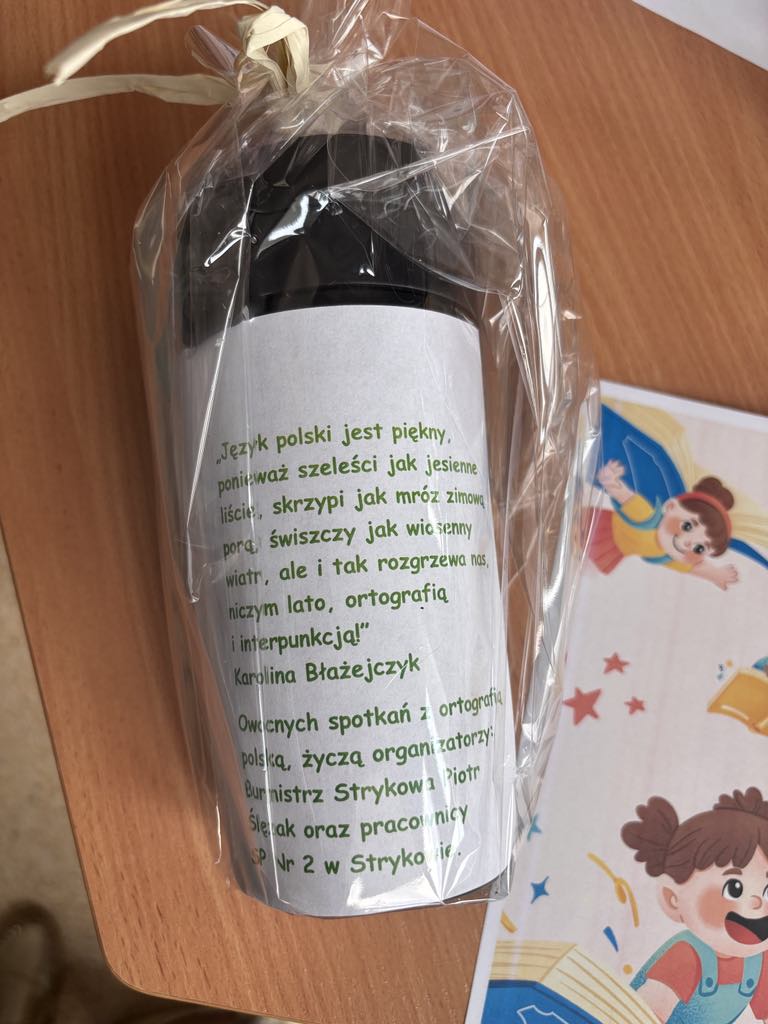 „Język polski jest piękny,
ponieważ szeleści jak jesienne
liście, skrzypi jak mróz zimową
porą, świszczy jak wiosenny
wiatr, ale i tak rozgrzewa nas,
niczym lato, ortografią
i interpunkcją!”
Karolina Błażejczyk
Owocnych spotkań z ortografią
polską, życzą organizatorzy:
Burmistrz Strykowa Piotr
Ślęzak oraz pracownicy
SP Nr 2 w Strykowie.